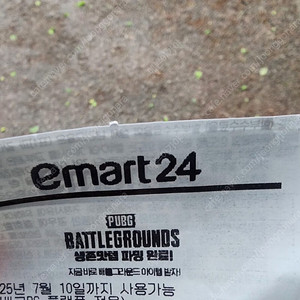 emart24
PUBG
BATTLEGROUNDS
생존맛템 파밍 완료!
지금 바로 배틀그라운드 아이템 받자!
25년 7월 10일까지 사용가능